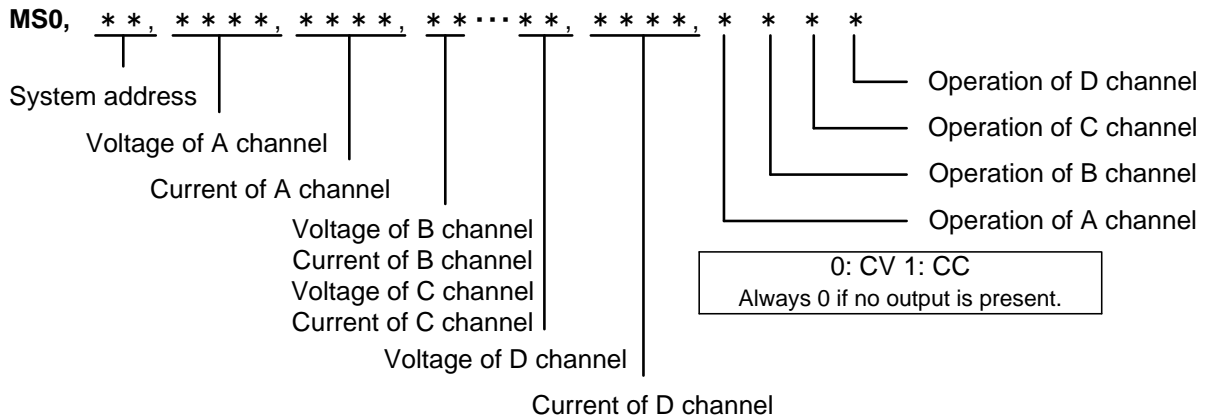 MS0, **, ****, ****, **···**, ****, * * * *
System address
Voltage of A channel
Current of A channel
Voltage of B channel
Current of B channel
Voltage of C channel
Current of C channel
Voltage of D channel
Current of D channel
Operation of D channel
Operation of C channel
Operation of B channel
Operation of A channel
0: CV 1: CC
Always 0 if no output is present.